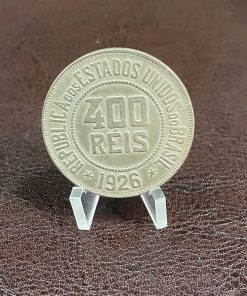 REPUBLICA DOS ESTADOS UNIDOS DO BRASIL
400
RÉIS
* 1926 *